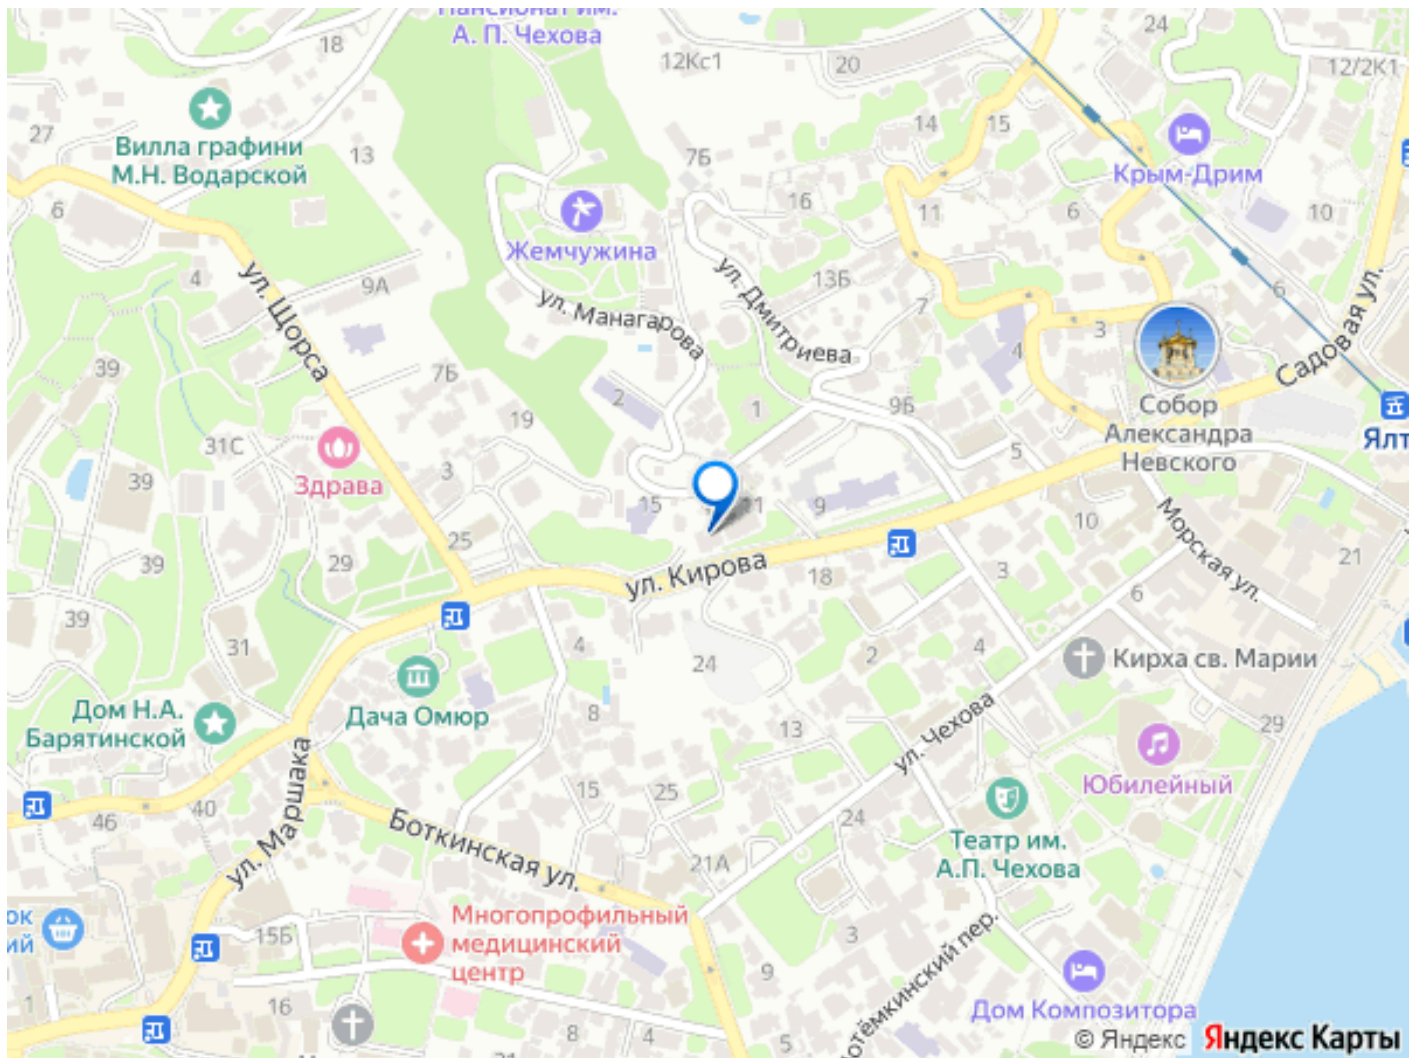 Пансионат им.
А. П. Чехова
18
24
12Кс1
20
12/2К1
27
Вилла графини
М.Н. Водарской
13
14
15
7Б
Крым-Дрим
6
16
11
6
10
Жемчужина
4
9А
ул. Щорса
ул. Манагарова
ул. Дмитриева
13Б
7
6
3
4
Садовая ул.
39
7Б
2
1
9Б
Собор
Александра
Невского
19
31С
5
3
Здрава
39
15
11
9
10
Морская ул.
25
21
39
29
ул. Кирова
18
3
6
39
31
4
24
2
4
Кирха св. Марии
Дом Н.А.
Барятинской
Дача Омюр
8
13
ул. Чехова
29
Юбилейный
ул. Маршака
40
46
15
25
Боткинская ул.
24
Театр им.
А.П. Чехова
21А
Многопрофильный
медицинский
центр
15Б
3
9
1
16
8
4
Дом Композитора
© Яндекс Яндекс Карты